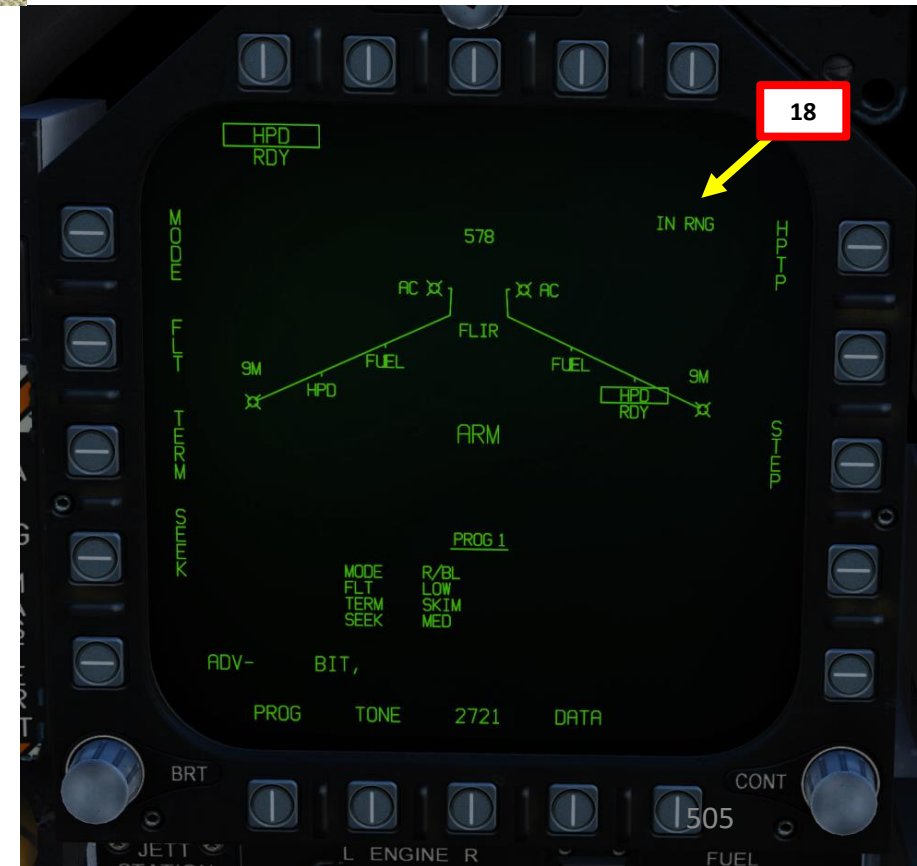 18
HPD
RDY
IN RNG
MODE
578
HPTP
AC AC
FLT
FLIR
FUEL FUEL
9M 9M
HPD HPD
RDY
TERM
ARM
STEP
SEEK
PROG 1
MODE R/BL
FLT LOW
TERM SKIM
SEEK MED
ADV- BIT,
PROG TONE 2721 DATA
BRT CONT
505
JETT L ENGINE R FUEL
STATION